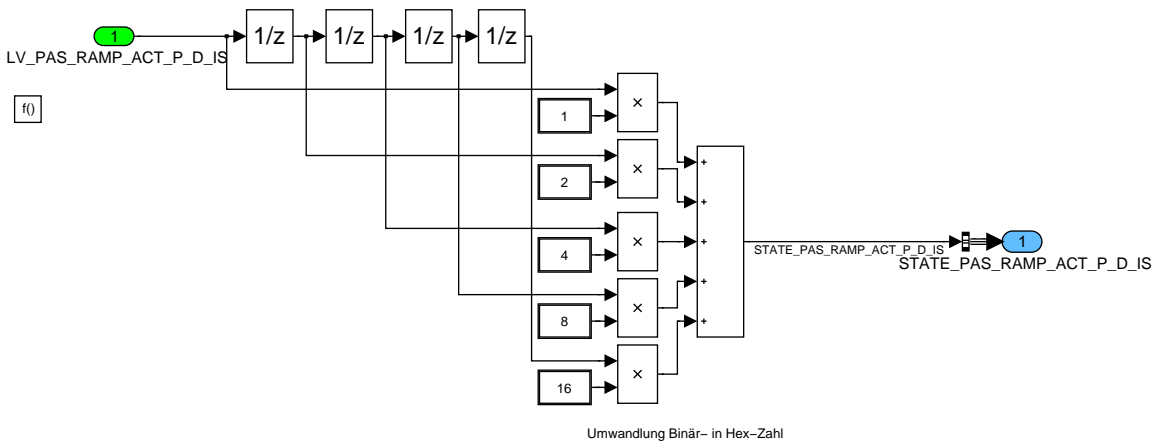 1
1/z
1/z
1/z
1/z
LV_PAS_RAMP_ACT_P_D_IS
f()
×
1
×
2
×
4
×
8
×
16
+
+
+
+
+
STATE_PAS_RAMP_ACT_P_D_IS
1
STATE_PAS_RAMP_ACT_P_D_IS
Umwandlung Binär− in Hex−Zahl